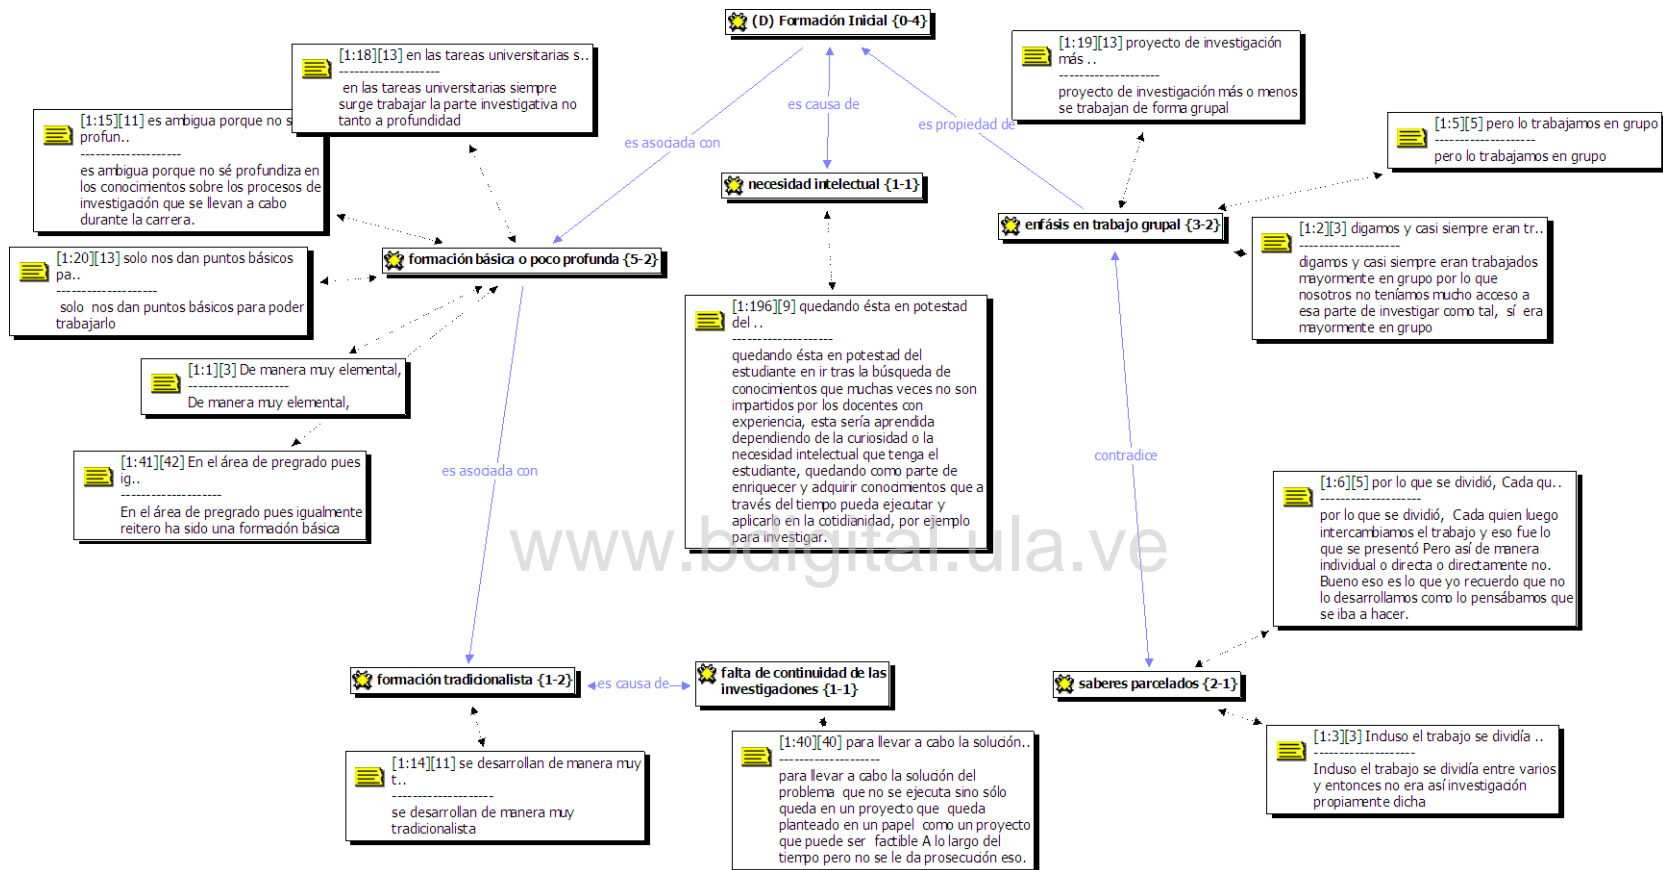 (D) Formación Inicial {0-4}
[1:18][13] en las tareas universitarias s..
--------------------
en las tareas universitarias siempre
surge trabajar la parte investigativa no
tanto a profundidad
[1:19][13] proyecto de investigación
más ..
--------------------
proyecto de investigación más o menos
se trabajan de forma grupal
es causa de
es propiedad de
es asociada con
[1:15][11] es ambigua porque no s
profun..
--------------------
es ambigua porque no sé profundiza en
los conocimientos sobre los procesos de
investigación que se llevan a cabo
durante la carrera.
[1:5][5] pero lo trabajamos en grupo
--------------------
pero lo trabajamos en grupo
necesidad intelectual {1-1}
enfásis en trabajo grupal {3-2}
[1:2][3] digamos y casi siempre eran tr..
--------------------
digamos y casi siempre eran trabajados
mayormente en grupo por lo que
nosotros no teníamos mucho acceso a
esa parte de investigar como tal, sí era
mayormente en grupo
formación básica o poco profunda {5-2}
[1:20][13] solo nos dan puntos básicos
pa..
--------------------
solo nos dan puntos básicos para poder
trabajarlo
[1:196][9] quedando ésta en potestad
del ..
--------------------
quedando ésta en potestad del
estudiante en ir tras la búsqueda de
conocimientos que muchas veces no son
impartidos por los docentes con
experiencia, esta sería aprendida
dependiendo de la curiosidad o la
necesidad intelectual que tenga el
estudiante, quedando como parte de
enriquecer y adquirir conocimientos que a
través del tiempo pueda ejecutar y
aplicarlo en la cotidianidad, por ejemplo
para investigar.
[1:1][3] De manera muy elemental,
--------------------
De manera muy elemental,
[1:41][42] En el área de pregrado pues
ig..
--------------------
En el área de pregrado pues igualmente
reitero ha sido una formación básica
es asociada con
contradice
[1:6][5] por lo que se dividió, Cada qu..
--------------------
por lo que se dividió, Cada quien luego
intercambiamos el trabajo y eso fue lo
que se presentó Pero así de manera
individual o directa o directamente no.
Bueno eso es lo que yo recuerdo que no
lo desarrollamos como lo pensábamos que
se iba a hacer.
www.bdigital.ula.ve
formación tradicionalista {1-2}
es causa de
falta de continuidad de las
investigaciones {1-1}
saberes parcelados {2-1}
[1:14][11] se desarrollan de manera muy
t..
--------------------
se desarrollan de manera muy
tradicionalista
[1:40][40] para llevar a cabo la solución..
--------------------
para llevar a cabo la solución del
problema que no se ejecuta sino sólo
queda en un proyecto que queda
planteado en un papel como un proyecto
que puede ser factible A lo largo del
tiempo pero no se le da prosecución eso.
[1:3][3] Incluso el trabajo se dividía ..
--------------------
Incluso el trabajo se dividía entre varios
y entonces no era así investigación
propiamente dicha